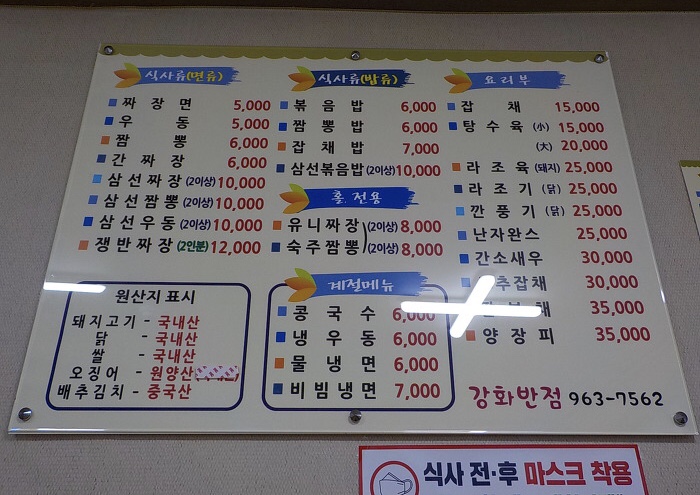 식사류(면류)
짜장면 5,000
우동 5,000
짬뽕 6,000
간짜장 6,000
삼선짜장(2이상) 10,000
삼선짬뽕(2이상) 10,000
삼선우동(2이상) 10,000
쟁반짜장(2인분) 12,000
원산지 표시
돼지고기 - 국내산
닭 - 국내산
쌀 - 국내산
오징어 - 원양산
배추김치 - 중국산
식사류(밥류)
볶음밥 6,000
짬뽕밥 6,000
잡채밥 7,000
삼선볶음밥(2이상) 10,000
홀 전용
유니짜장(2이상) 8,000
숙주짬뽕(2이상) 8,000
계절메뉴
콩국수 6,000
냉우동 6,000
물냉면 6,000
비빔냉면 7,000
요리부
잡채 15,000
탕수육 (小) 15,000
(大) 20,000
라조육 (돼지) 25,000
라조기 (닭) 25,000
깐풍기 (닭) 25,000
난자완스 25,000
간소새우 30,000
추잡채 30,000
채 35,000
양장피 35,000
강화반점 963-7562
식사 전·후 마스크 착용